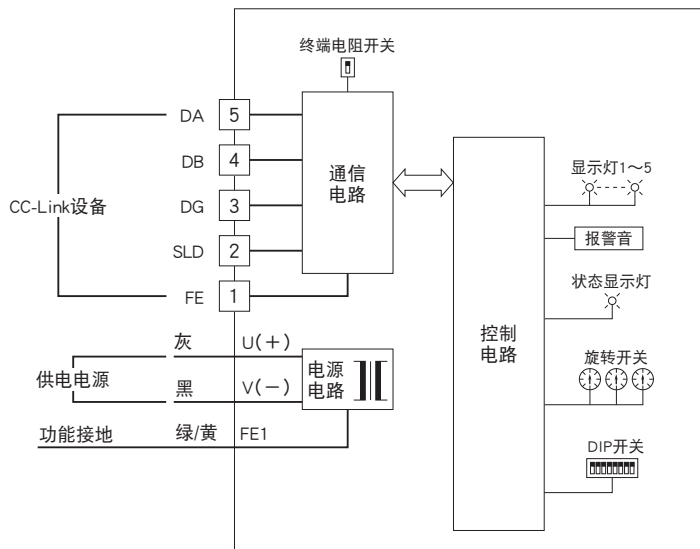 终端电阻开关
DA 5
DB 4
DG 3
SLD 2
FE 1
CC-Link设备
通信
电路
显示灯1～5
报警音
状态显示灯
控制
电路
旋转开关
DIP开关
灰 U(+)
供电电源
黑 V(-)
电源
电路
功能接地 绿/黄 FE1